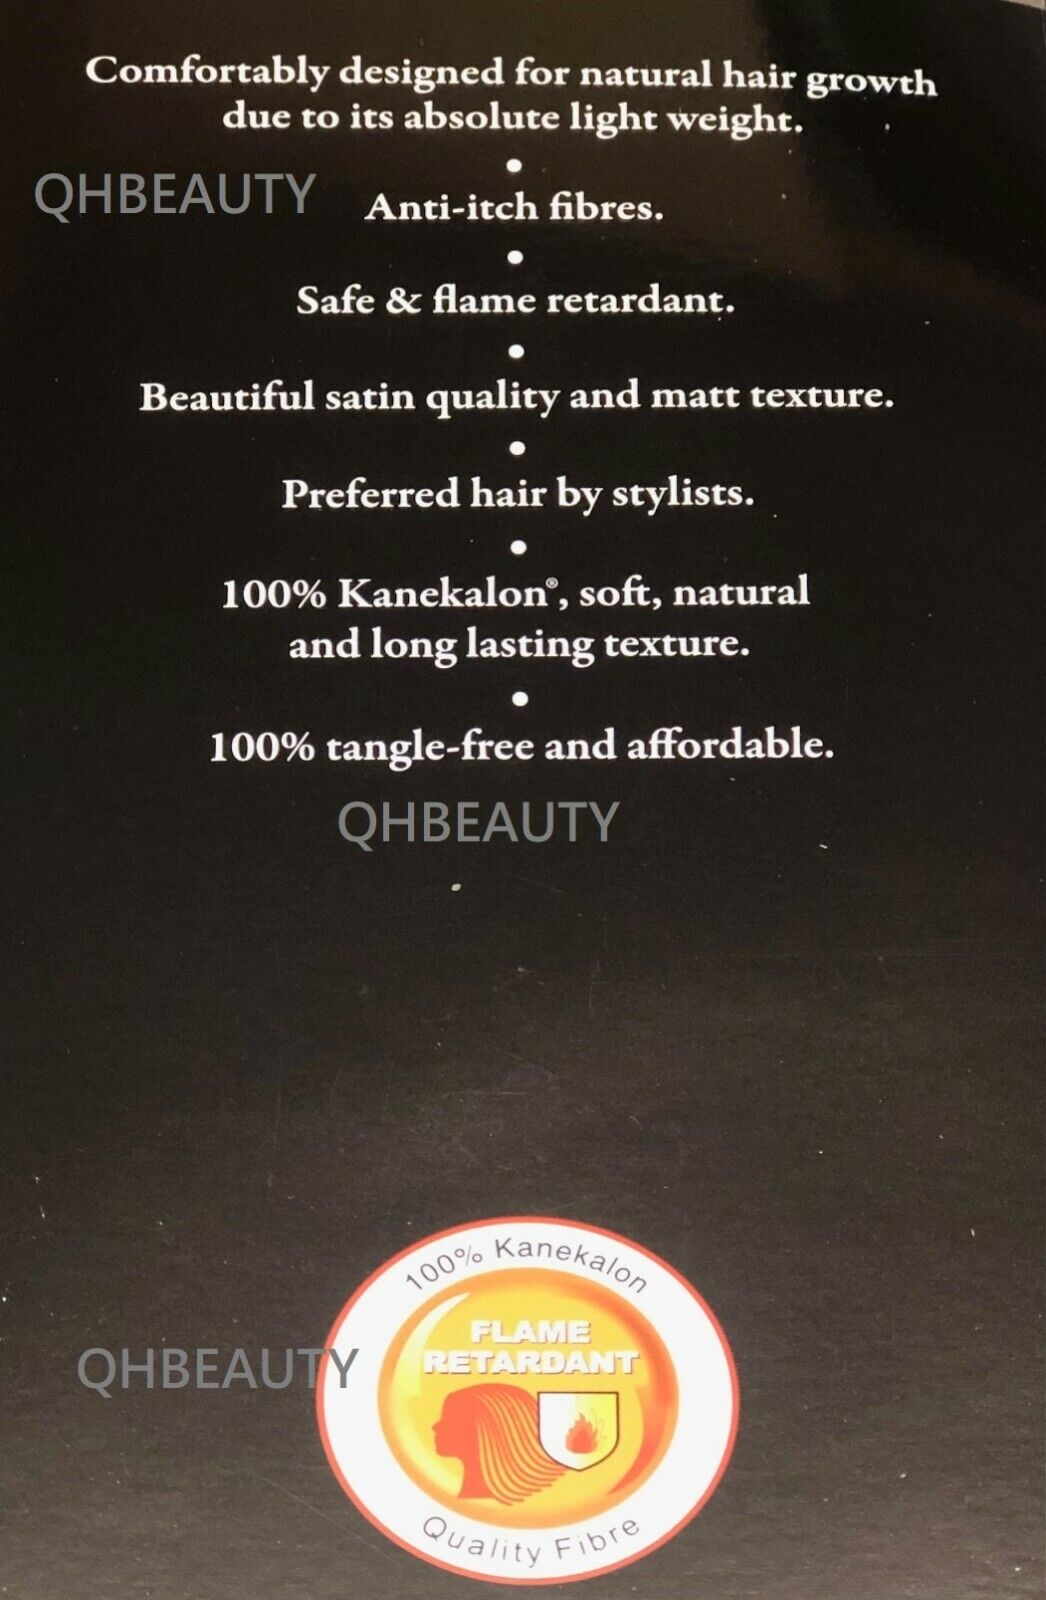 Comfortably designed for natural hair growth
due to its absolute light weight.
•
QHBEAUTY
Anti-itch fibres.
•
Safe & flame retardant.
•
Beautiful satin quality and matt texture.
•
Preferred hair by stylists.
•
100% Kanekalon®, soft, natural
and long lasting texture.
•
100% tangle-free and affordable.
QHBEAUTY
100% Kanekalon
FLAME
RETARDANT
QHBEAUTY
Quality Fibre